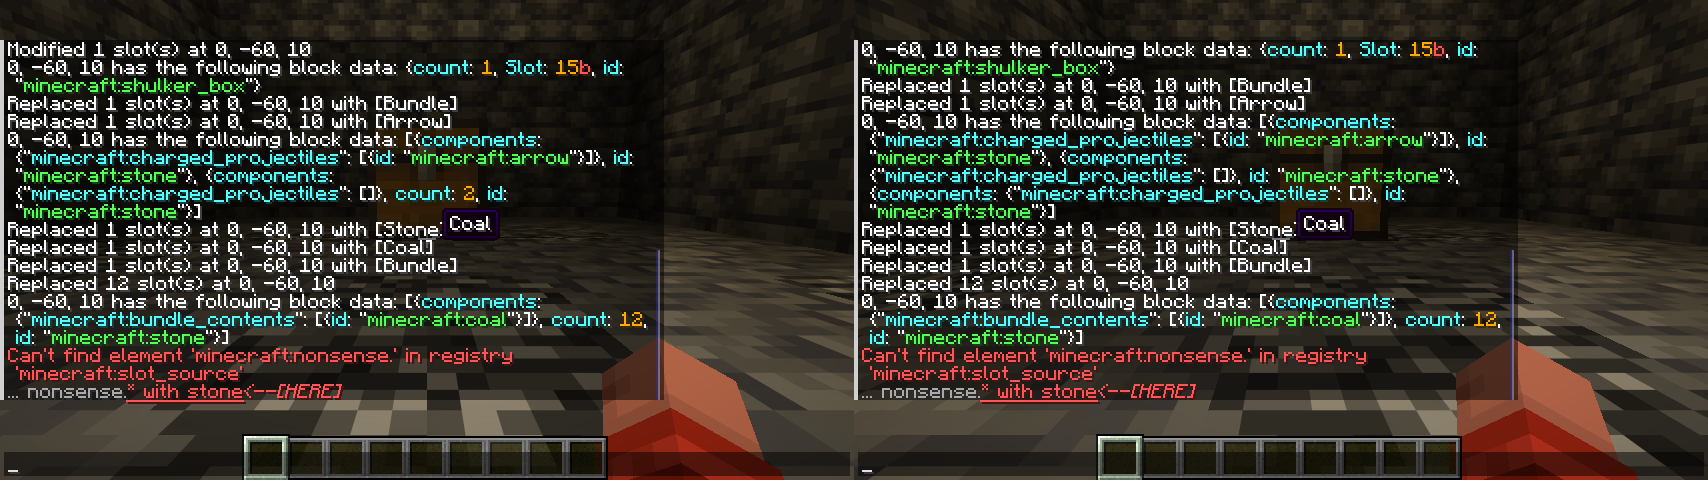 Modified 1 slot(s) at 0, -60, 10
0, -60, 10 has the following block data: {count: 1, Slot: 15b, id:
"minecraft:shulker_box"}
Replaced 1 slot(s) at 0, -60, 10 with [Bundle]
Replaced 1 slot(s) at 0, -60, 10 with [Arrow]
0, -60, 10 has the following block data: [{components:
{"minecraft:charged_projectiles": [{id: "minecraft:arrow"}]}, id:
"minecraft:stone"}, {components:
{"minecraft:charged_projectiles": []}, count: 2, id:
"minecraft:stone"}]
Replaced 1 slot(s) at 0, -60, 10 with [Stone]
Coal
Replaced 1 slot(s) at 0, -60, 10 with [Coal]
Replaced 1 slot(s) at 0, -60, 10 with [Bundle]
Replaced 12 slot(s) at 0, -60, 10
0, -60, 10 has the following block data: [{components:
{"minecraft:bundle_contents": [{id: "minecraft:coal"}]}, count: 12,
id: "minecraft:stone"}]
Can't find element 'minecraft:nonsense.' in registry
'minecraft:slot_source'
... nonsense.* with stone<--[HERE]
_
0, -60, 10 has the following block data: {count: 1, Slot: 15b, id:
"minecraft:shulker_box"}
Replaced 1 slot(s) at 0, -60, 10 with [Bundle]
Replaced 1 slot(s) at 0, -60, 10 with [Arrow]
0, -60, 10 has the following block data: [{components:
{"minecraft:charged_projectiles": [{id: "minecraft:arrow"}]}, id:
"minecraft:stone"}, {components:
{"minecraft:charged_projectiles": []}, id: "minecraft:stone"},
{components: {"minecraft:charged_projectiles": []}, id:
"minecraft:stone"}]
Replaced 1 slot(s) at 0, -60, 10 with [Stone]
Coal
Replaced 1 slot(s) at 0, -60, 10 with [Coal]
Replaced 1 slot(s) at 0, -60, 10 with [Bundle]
Replaced 12 slot(s) at 0, -60, 10
0, -60, 10 has the following block data: [{components:
{"minecraft:bundle_contents": [{id: "minecraft:coal"}]}, count: 12,
id: "minecraft:stone"}]
Can't find element 'minecraft:nonsense.' in registry
'minecraft:slot_source'
... nonsense.* with stone<--[HERE]
_